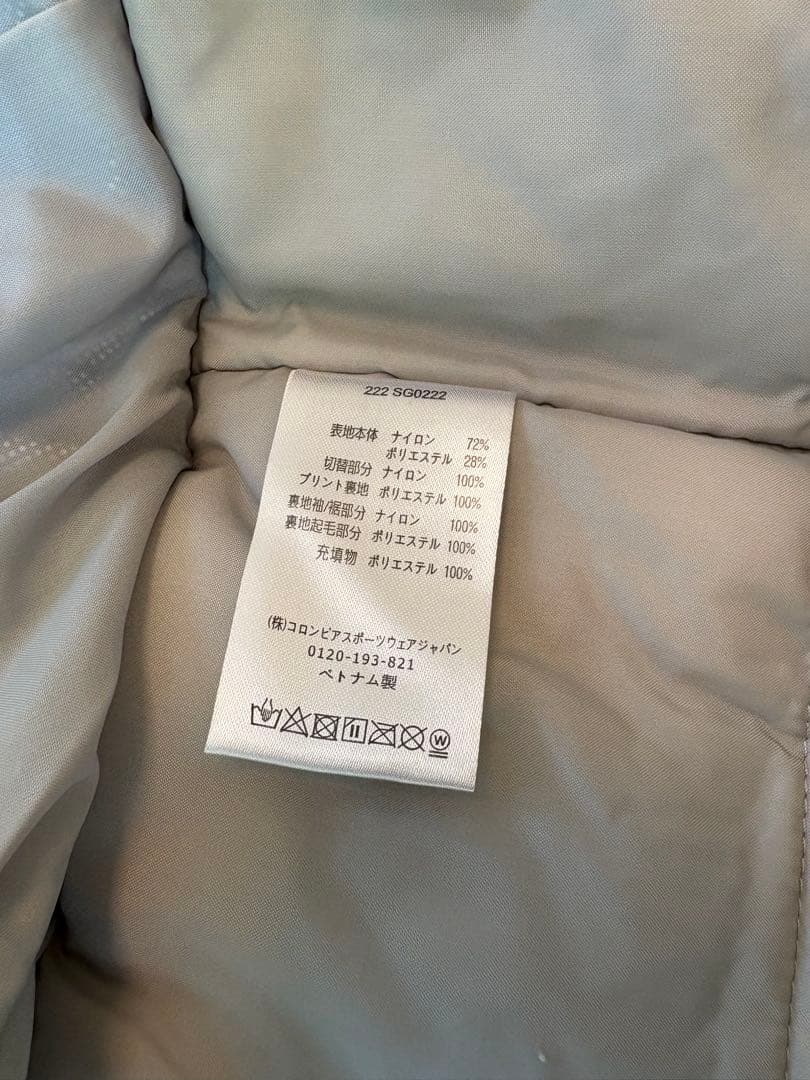 222 SG0222
表地本体 ナイロン 72%
ポリエステル 28%
切替部分 ナイロン 100%
プリント裏地 ポリエステル 100%
裏地袖/裾部分 ナイロン 100%
裏地起毛部分 ポリエステル 100%
充填物 ポリエステル 100%
(株)コロンビアスポーツウェアジャパン
0120-193-821
ベトナム製
W